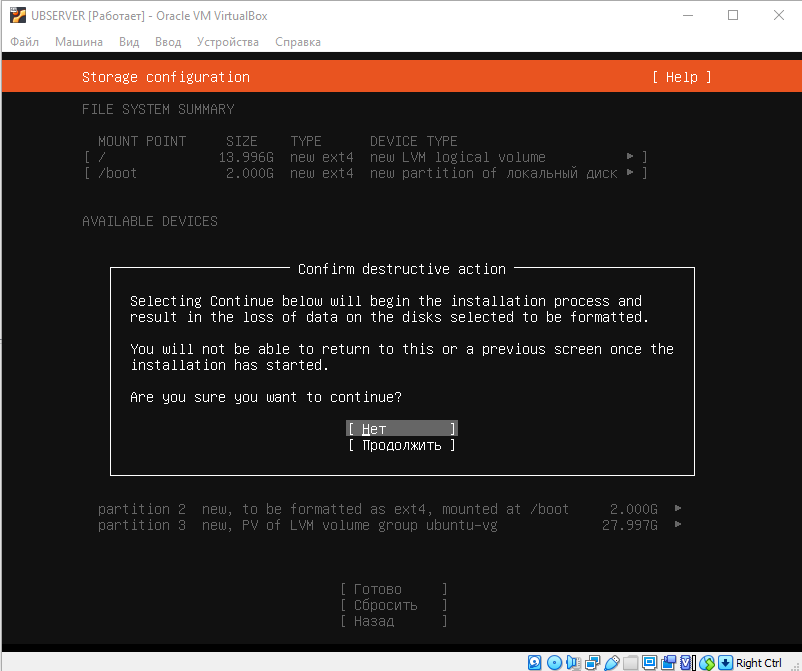 UBSERVER [Работает] - Oracle VM VirtualBox
Файл Машина Вид Ввод Устройства Справка
Storage configuration [ Help ]
FILE SYSTEM SUMMARY
MOUNT POINT SIZE TYPE DEVICE TYPE
[ / 13.996G new ext4 new LVM logical volume ▸ ]
[ /boot 2.000G new ext4 new partition of локальный диск ▸ ]
AVAILABLE DEVICES
Confirm destructive action
Selecting Continue below will begin the installation process and
result in the loss of data on the disks selected to be formatted.
You will not be able to return to this or a previous screen once the
installation has started.
Are you sure you want to continue?
[ Нет ]
[ Продолжить ]
partition 2 new, to be formatted as ext4, mounted at /boot 2.000G ▸
partition 3 new, PV of LVM volume group ubuntu-vg 27.997G ▸
[ Готово ]
[ Сбросить ]
[ Назад ]
Right Ctrl